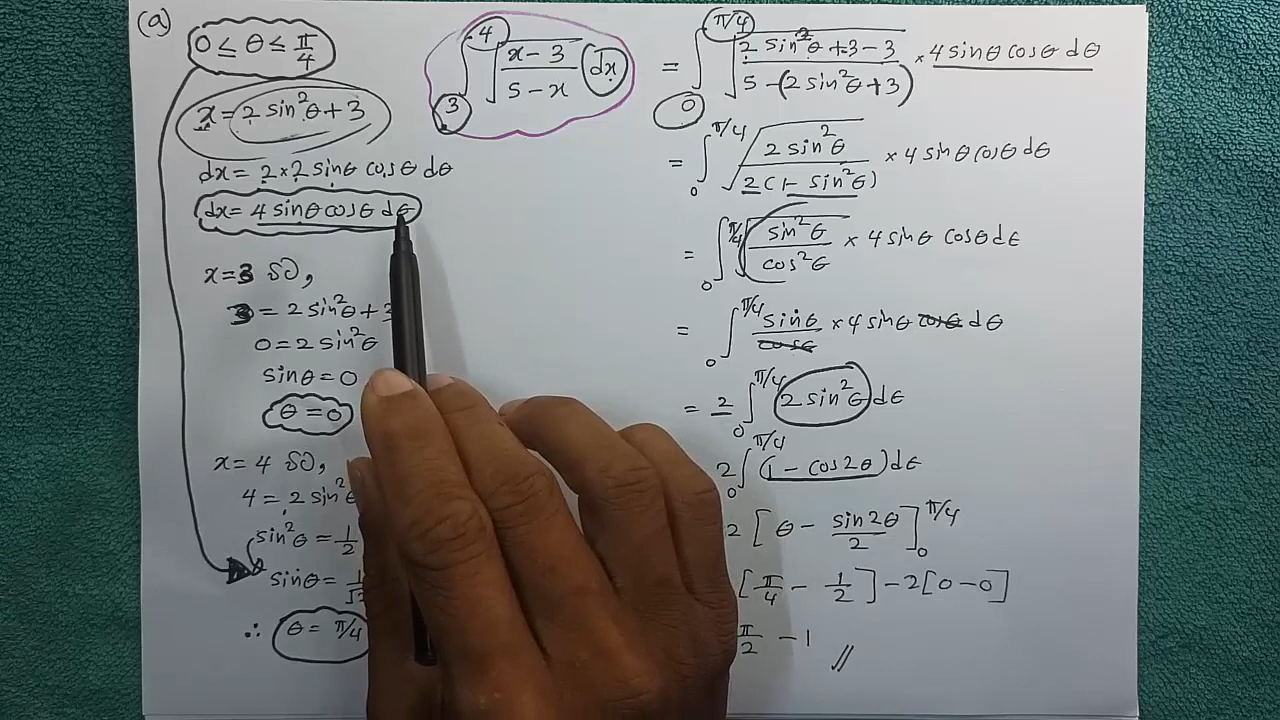 (a)
0 ≤ θ ≤ π/4
x = 2 sin²θ + 3
dx = 2 × 2 sinθ cosθ dθ
dx = 4 sinθ cosθ dθ
x = 3
3 = 2 sin²θ + 3
0 = 2 sin²θ
sinθ = 0
θ = 0
x = 4
4 = 2 sin²θ
sin²θ = 1/2
sinθ =
∴ θ = π/4
∫₃⁴ √((x − 3)/(5 − x)) dx
= ∫₀^(π/4) √((2 sin²θ + 3 − 3)/(5 − (2 sin²θ + 3))) × 4 sinθ cosθ dθ
= ∫₀^(π/4) √(2 sin²θ/(2(1 − sin²θ))) × 4 sinθ cosθ dθ
= ∫₀^(π/4) √(sin²θ/cos²θ) × 4 sinθ cosθ dθ
= ∫₀^(π/4) sinθ/cosθ × 4 sinθ cosθ dθ
= 2 ∫₀^(π/4) 2 sin²θ dθ
2 ∫₀^(π/4) (1 − cos2θ) dθ
2 [θ − sin2θ/2]₀^(π/4)
[π/4 − 1/2] − 2[0 − 0]
π/2 − 1 //